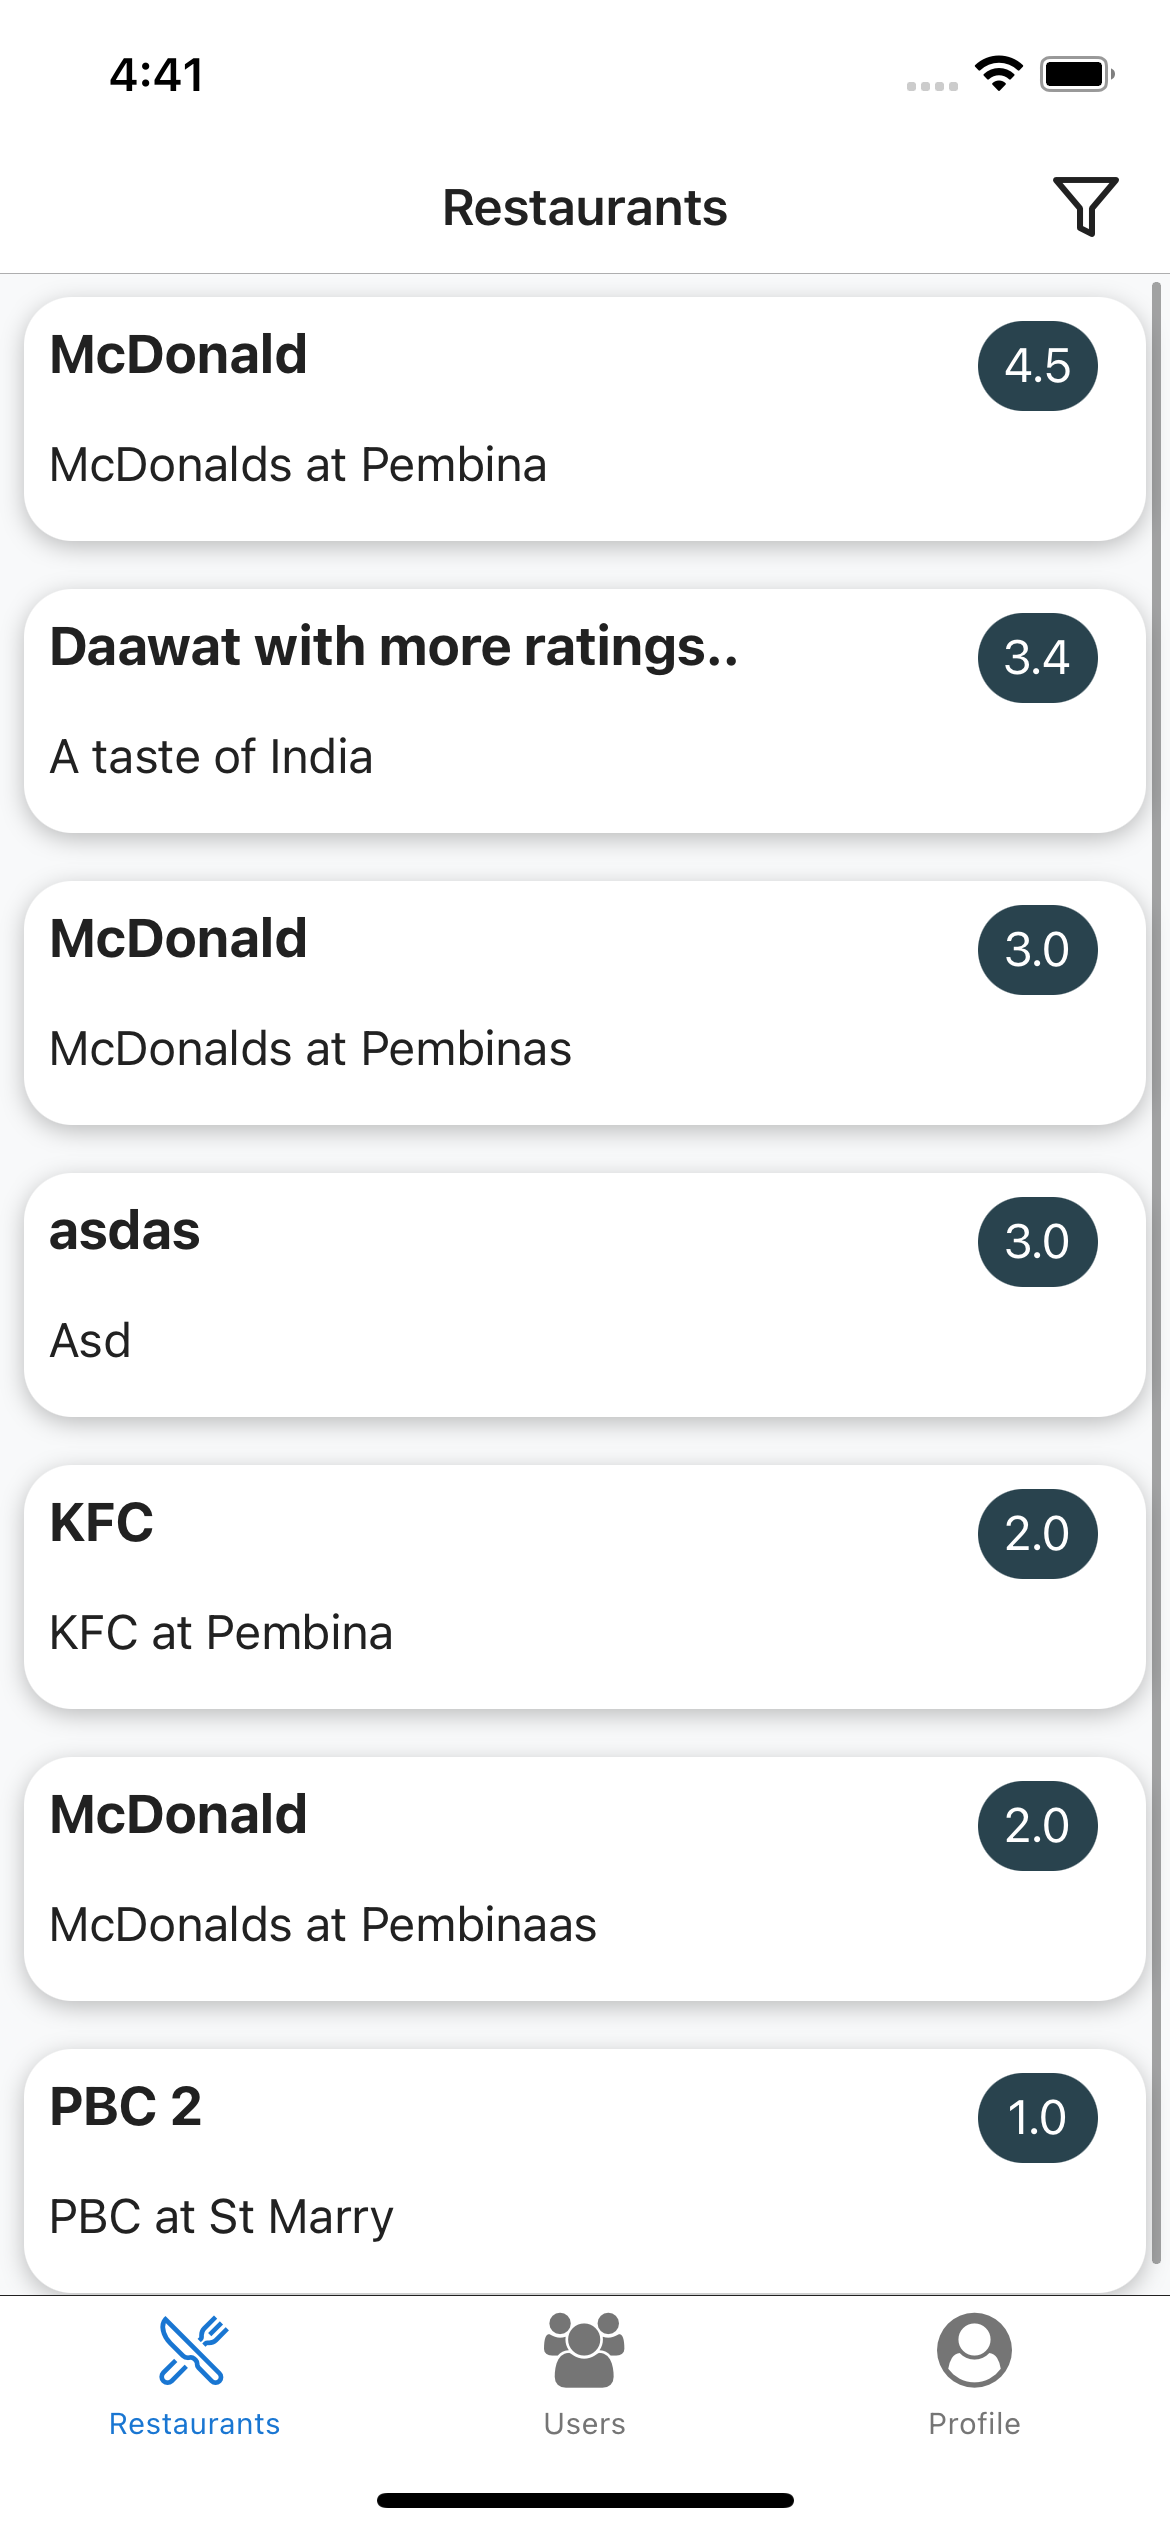 4:41
Restaurants
McDonald
4.5
McDonalds at Pembina
Daawat with more ratings..
3.4
A taste of India
McDonald
3.0
McDonalds at Pembinas
asdas
3.0
Asd
KFC
2.0
KFC at Pembina
McDonald
2.0
McDonalds at Pembinaas
PBC 2
1.0
PBC at St Marry
Restaurants
Users
Profile